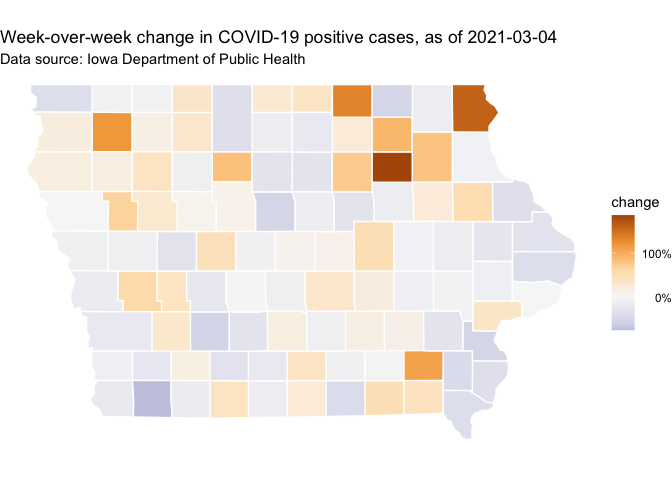 Week-over-week change in COVID-19 positive cases, as of 2021-03-04
Data source: Iowa Department of Public Health
change
100%
0%